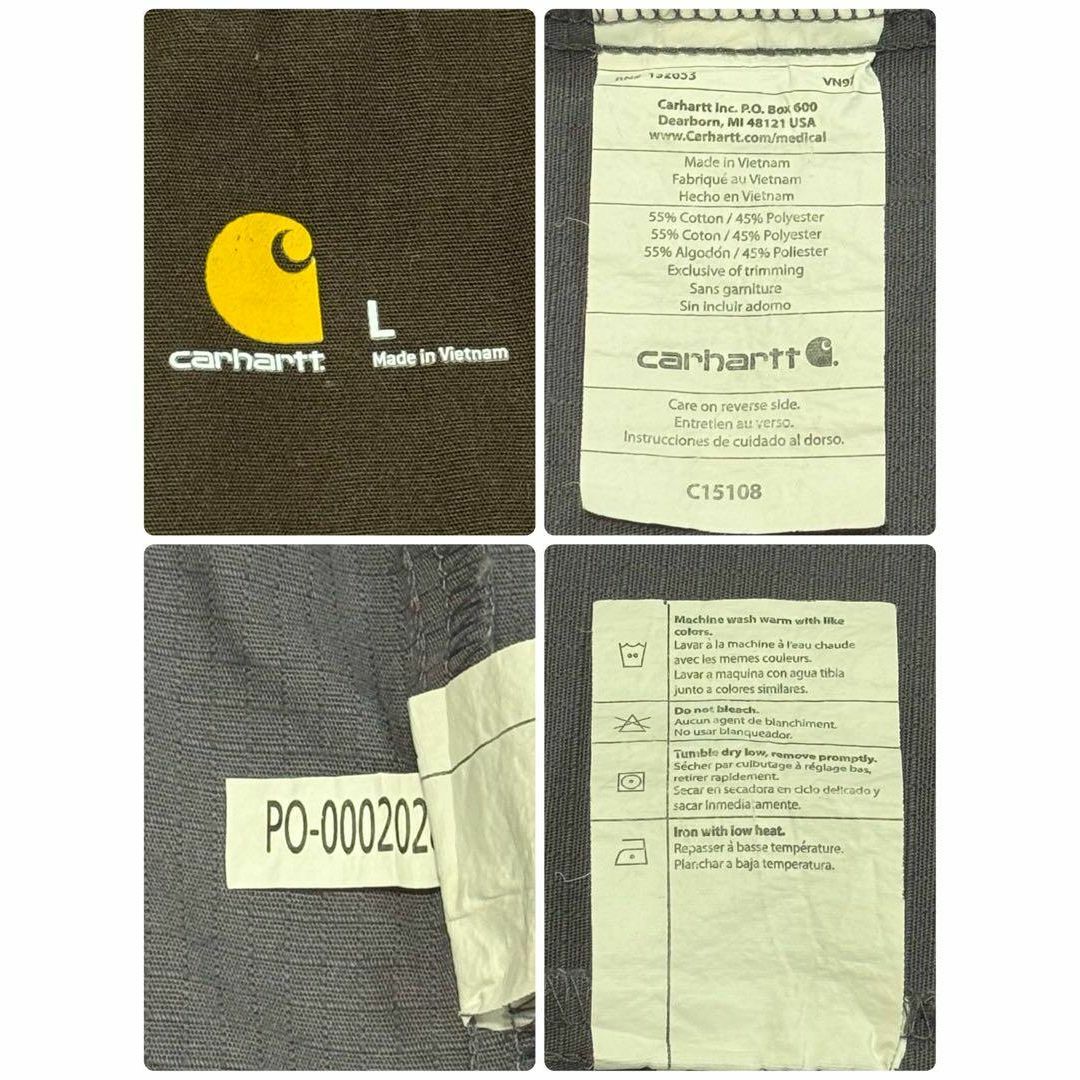 carhartt
L
Made in Vietnam
132053
VN9
Carhartt Inc. P.O. Box 600
Dearborn, MI 48121 USA
www.Carhartt.com/medical
Made in Vietnam
Fabriqué au Vietnam
Hecho en Vietnam
55% Cotton / 45% Polyester
55% Coton / 45% Polyester
55% Algodón / 45% Poliester
Exclusive of trimming
Sans garniture
Sin incluir adorno
carhartt
Care on reverse side.
Entretien au verso.
Instrucciones de cuidado al dorso.
C15108
PO-000202
Machine wash warm with like
colors.
Lavar à la machine à l'eau chaude
avec les memes couleurs.
Lavar a maquina con agua tibia
junto a colores similares.
Do not bleach.
Aucun agent de blanchiment.
No usar blanqueador.
Tumble dry low, remove promptly.
Sécher par culbutage à réglage bas,
retirer rapidement.
Secar en secadora en ciclo delicado y
sacar inmediatamente.
Iron with low heat.
Repasser à basse température.
Planchar a baja temperatura.